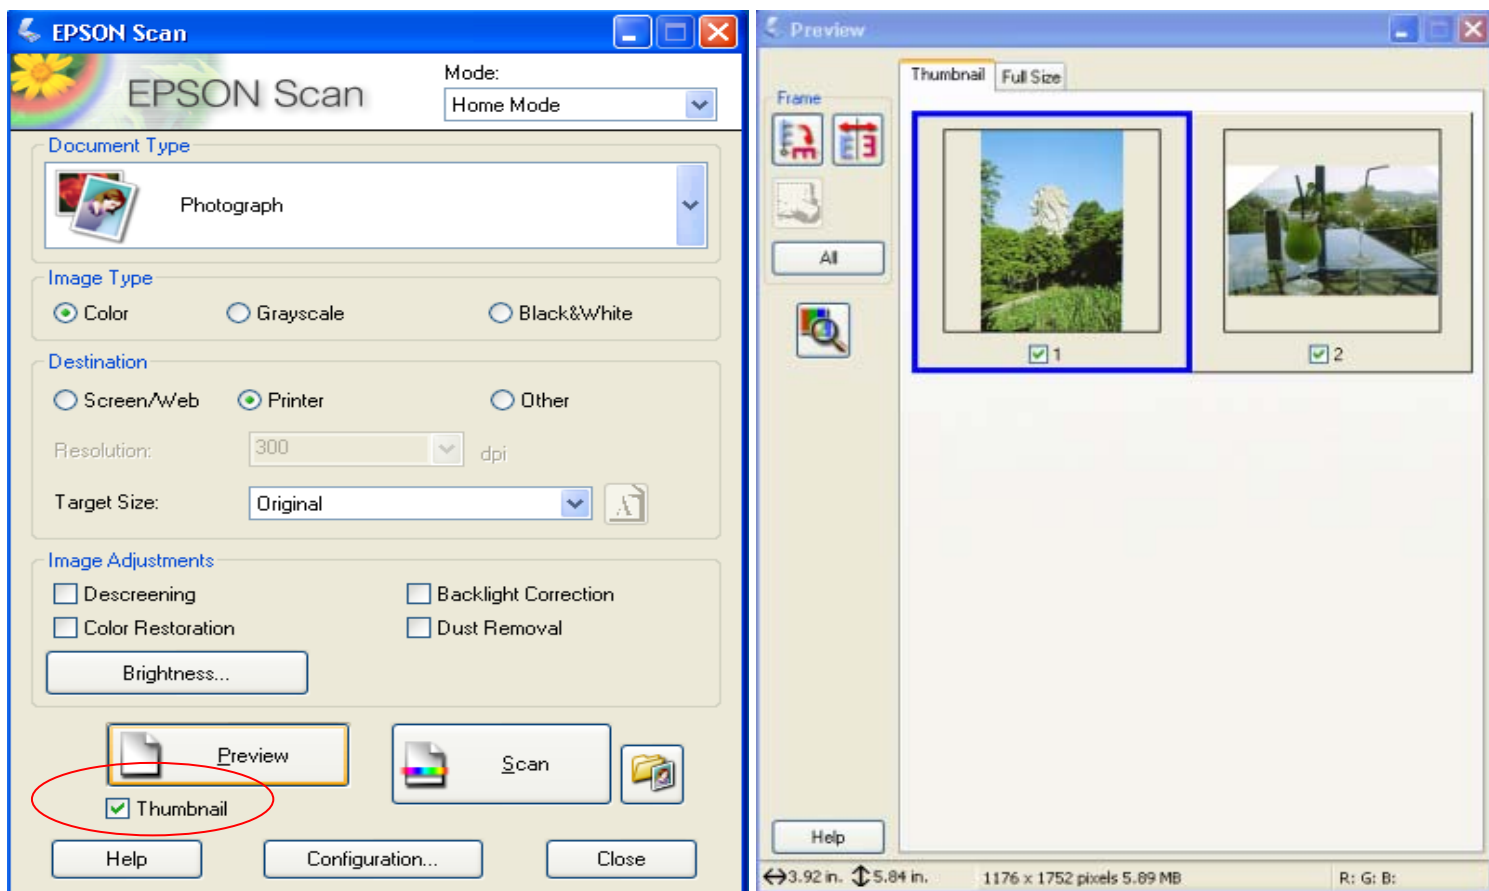 EPSON Scan
EPSON Scan
Mode:
Home Mode
Document Type
Photograph
Image Type
Color Grayscale Black&White
Destination
Screen/Web Printer Other
Resolution: 300 dpi
Target Size: Original
Image Adjustments
Descreening Backlight Correction
Color Restoration Dust Removal
Brightness...
Preview Scan
Thumbnail
Help Configuration... Close
Preview
Thumbnail Full Size
Frame
All
1 2
Help
3.92 in. 5.84 in. 1176 x 1752 pixels 5.89 MB R: G: B: